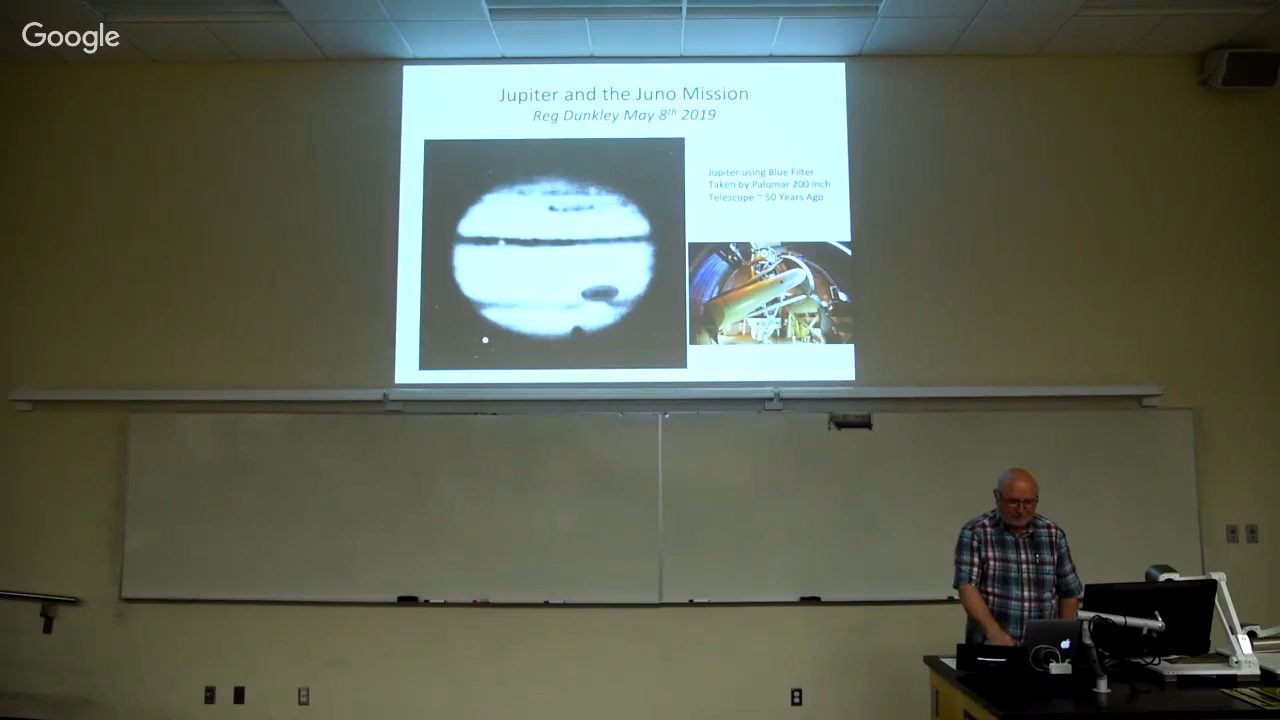 Google
Jupiter and the Juno Mission
Reg Dunkley May 8th 2019
Jupiter using Blue Filter
Taken by Palomar 200 inch
Telescope ~ 50 Years Ago